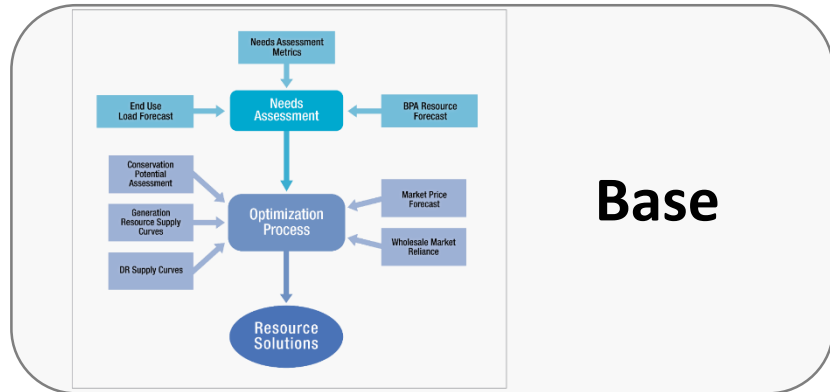 Needs Assessment
Metrics
End Use
Load Forecast
Needs
Assessment
BPA Resource
Forecast
Conservation
Potential
Assessment
Generation
Resource Supply
Curves
DR Supply Curves
Optimization
Process
Market Price
Forecast
Wholesale Market
Reliance
Resource
Solutions
Base